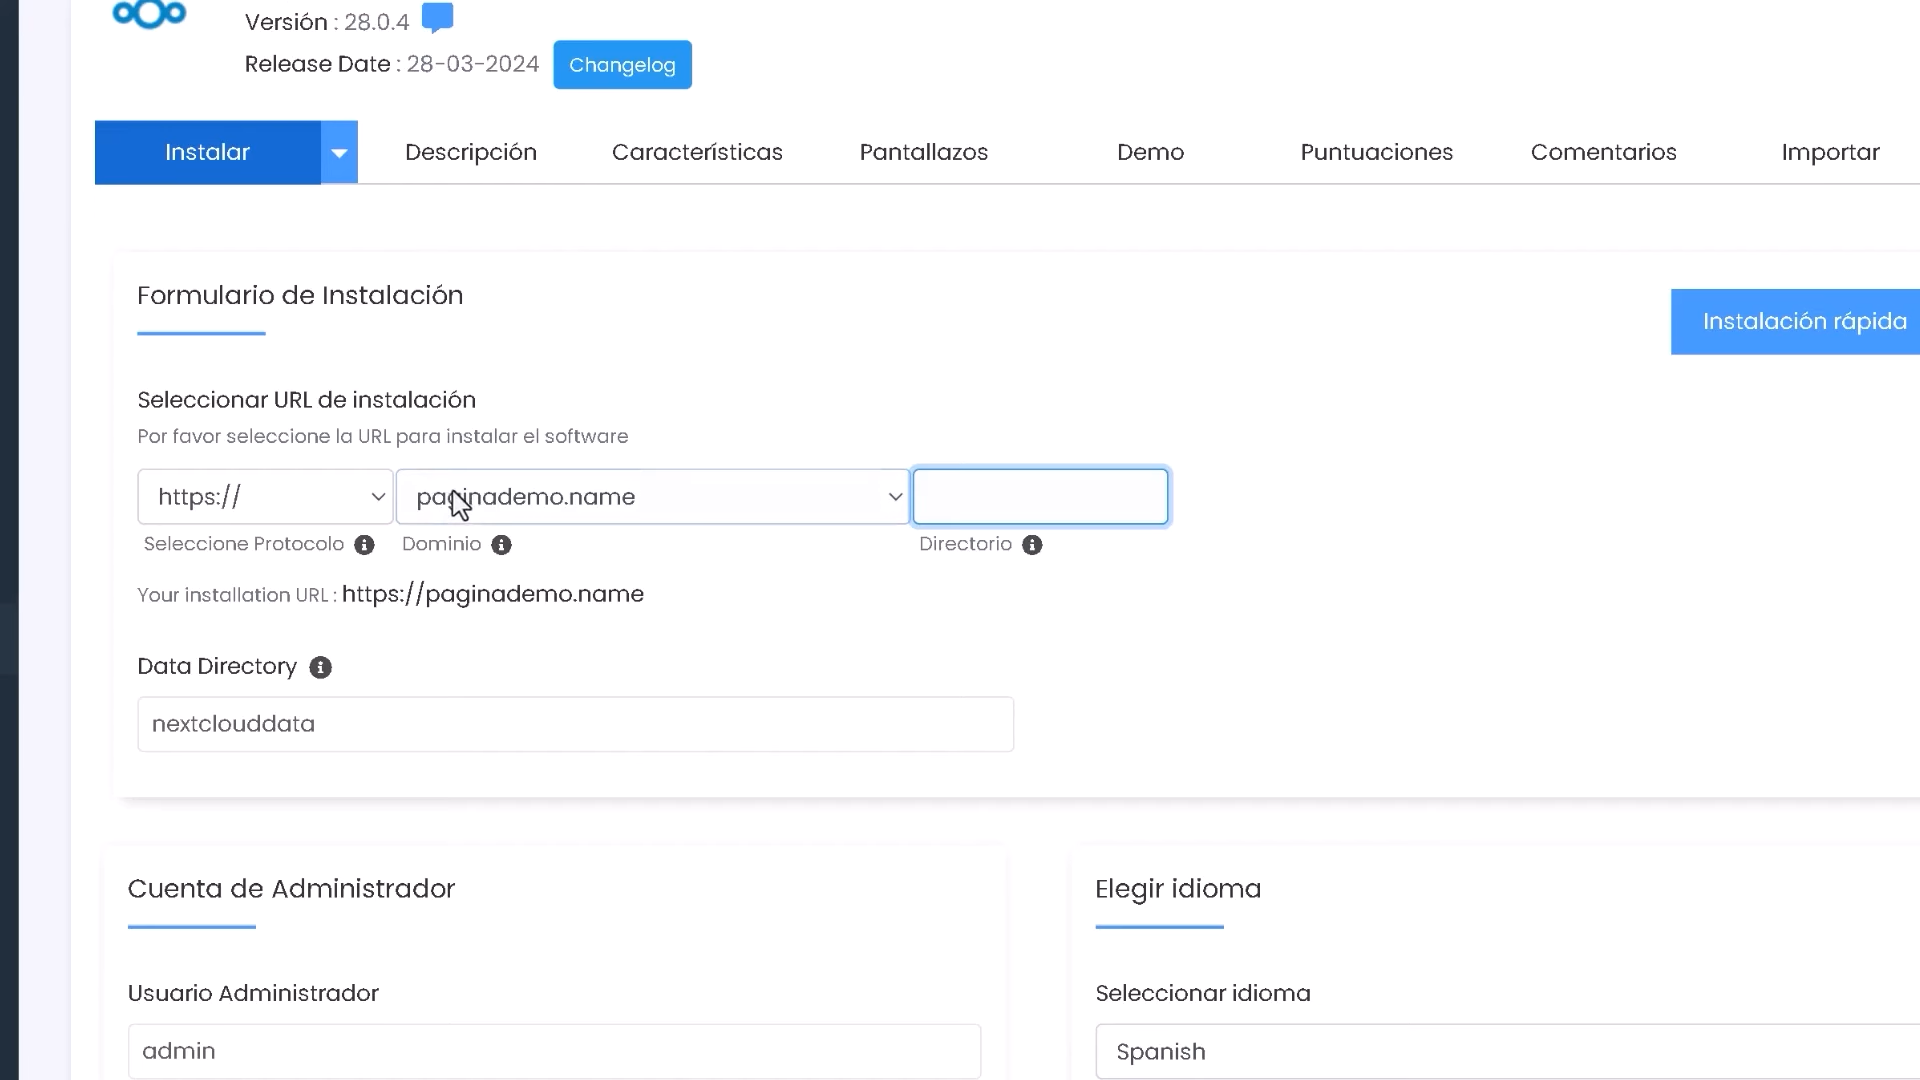 Versión : 28.0.4
Release Date : 28-03-2024 Changelog
Instalar Descripción Características Pantallazos Demo Puntuaciones Comentarios Importar
Formulario de Instalación
Instalación rápida
Seleccionar URL de instalación
Por favor seleccione la URL para instalar el software
https:// paginademo.name
Seleccione Protocolo Dominio Directorio
Your installation URL : https://paginademo.name
Data Directory
nextclouddata
Cuenta de Administrador
Elegir idioma
Usuario Administrador
Seleccionar idioma
admin
Spanish